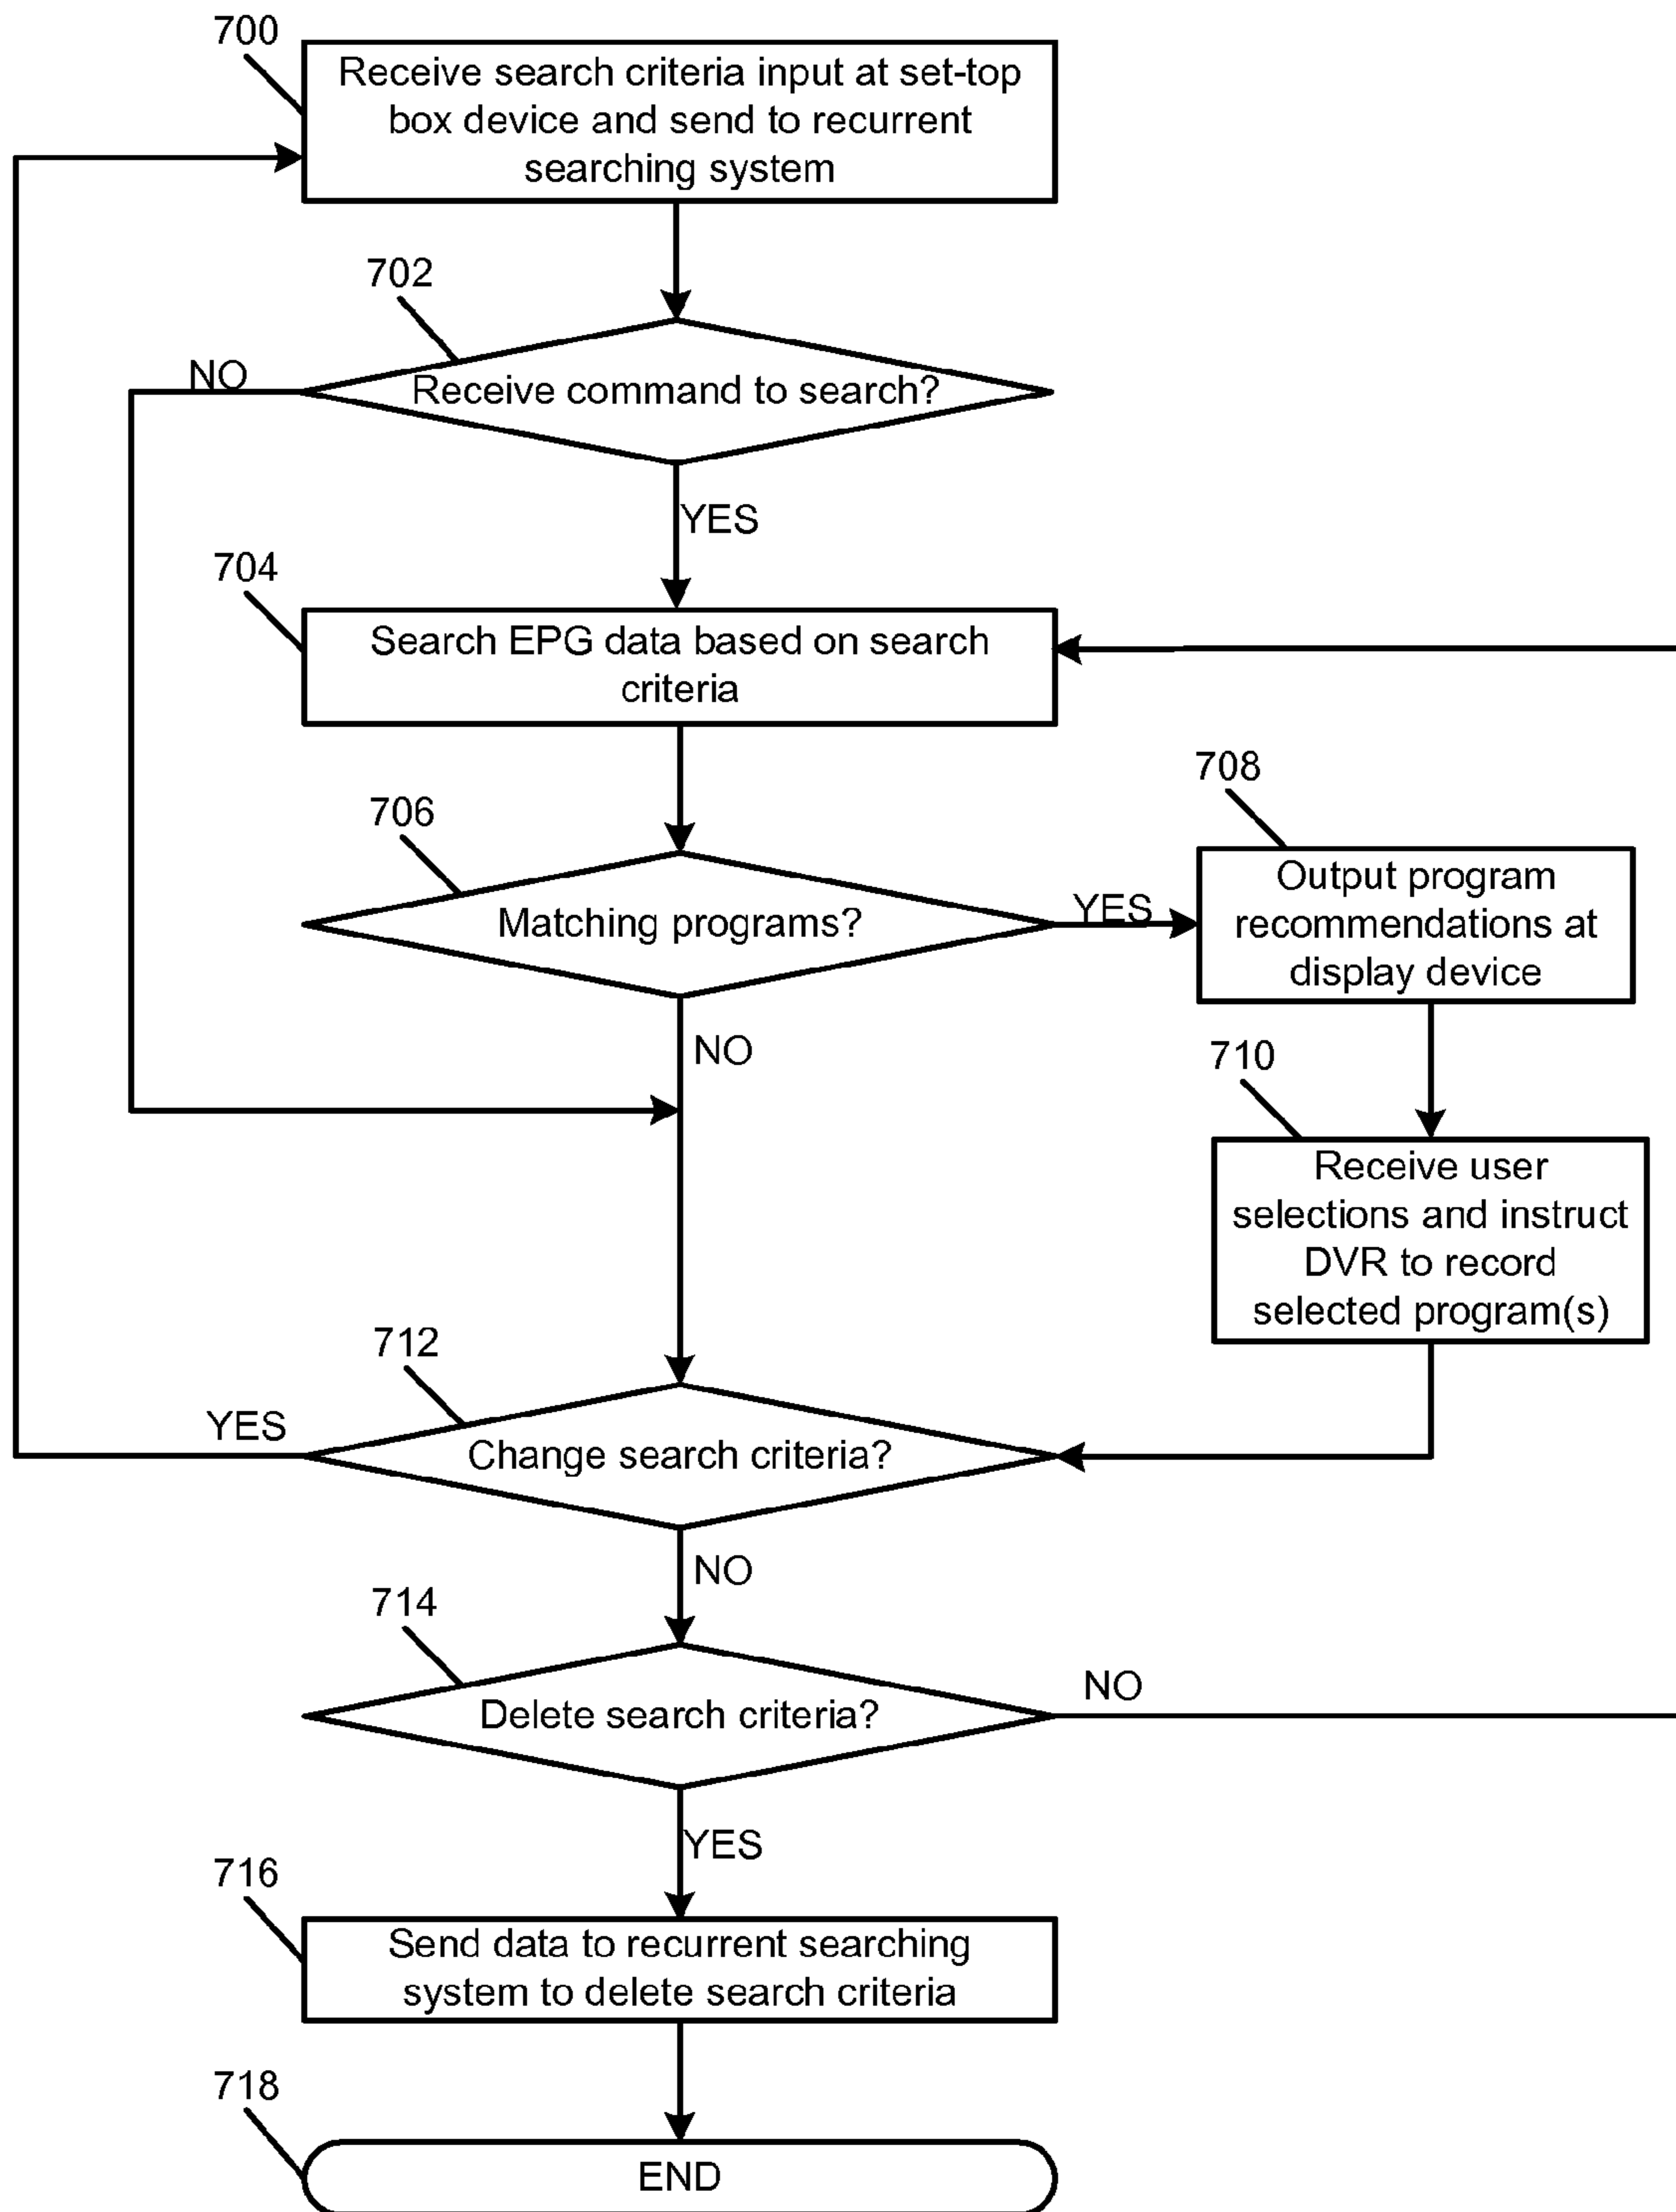 700
Receive search criteria input at set-top
box device and send to recurrent
searching system
702
NO
Receive command to search?
YES
704
Search EPG data based on search
criteria
706
Matching programs?
YES
708
Output program
recommendations at
display device
NO
710
Receive user
selections and instruct
DVR to record
selected program(s)
712
YES
Change search criteria?
NO
714
Delete search criteria?
NO
YES
716
Send data to recurrent searching
system to delete search criteria
718
END